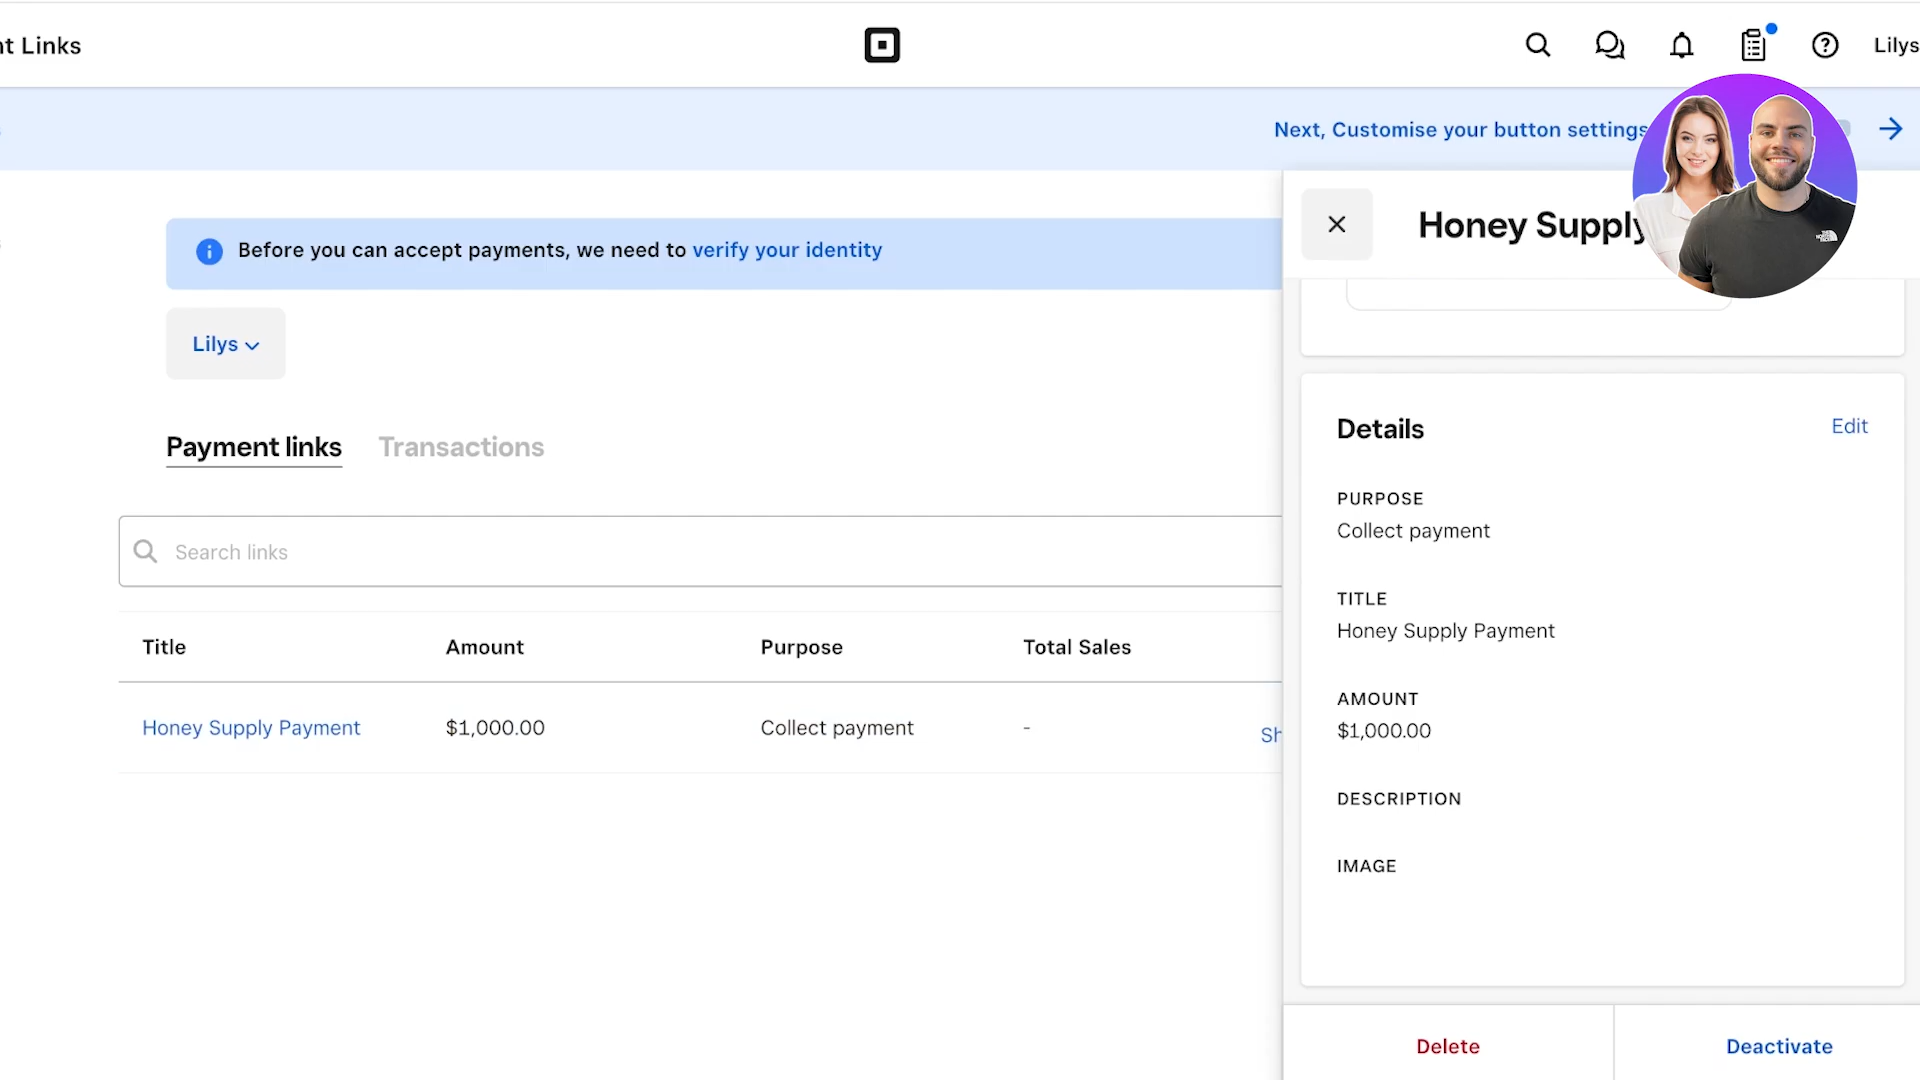 nt Links
Lilys
Next, Customise your button settings
Before you can accept payments, we need to verify your identity
Honey Supply
Lilys
Payment links
Transactions
Search links
Title
Amount
Purpose
Total Sales
Honey Supply Payment
$1,000.00
Collect payment
-
Sh
Details
Edit
PURPOSE
Collect payment
TITLE
Honey Supply Payment
AMOUNT
$1,000.00
DESCRIPTION
IMAGE
Delete
Deactivate